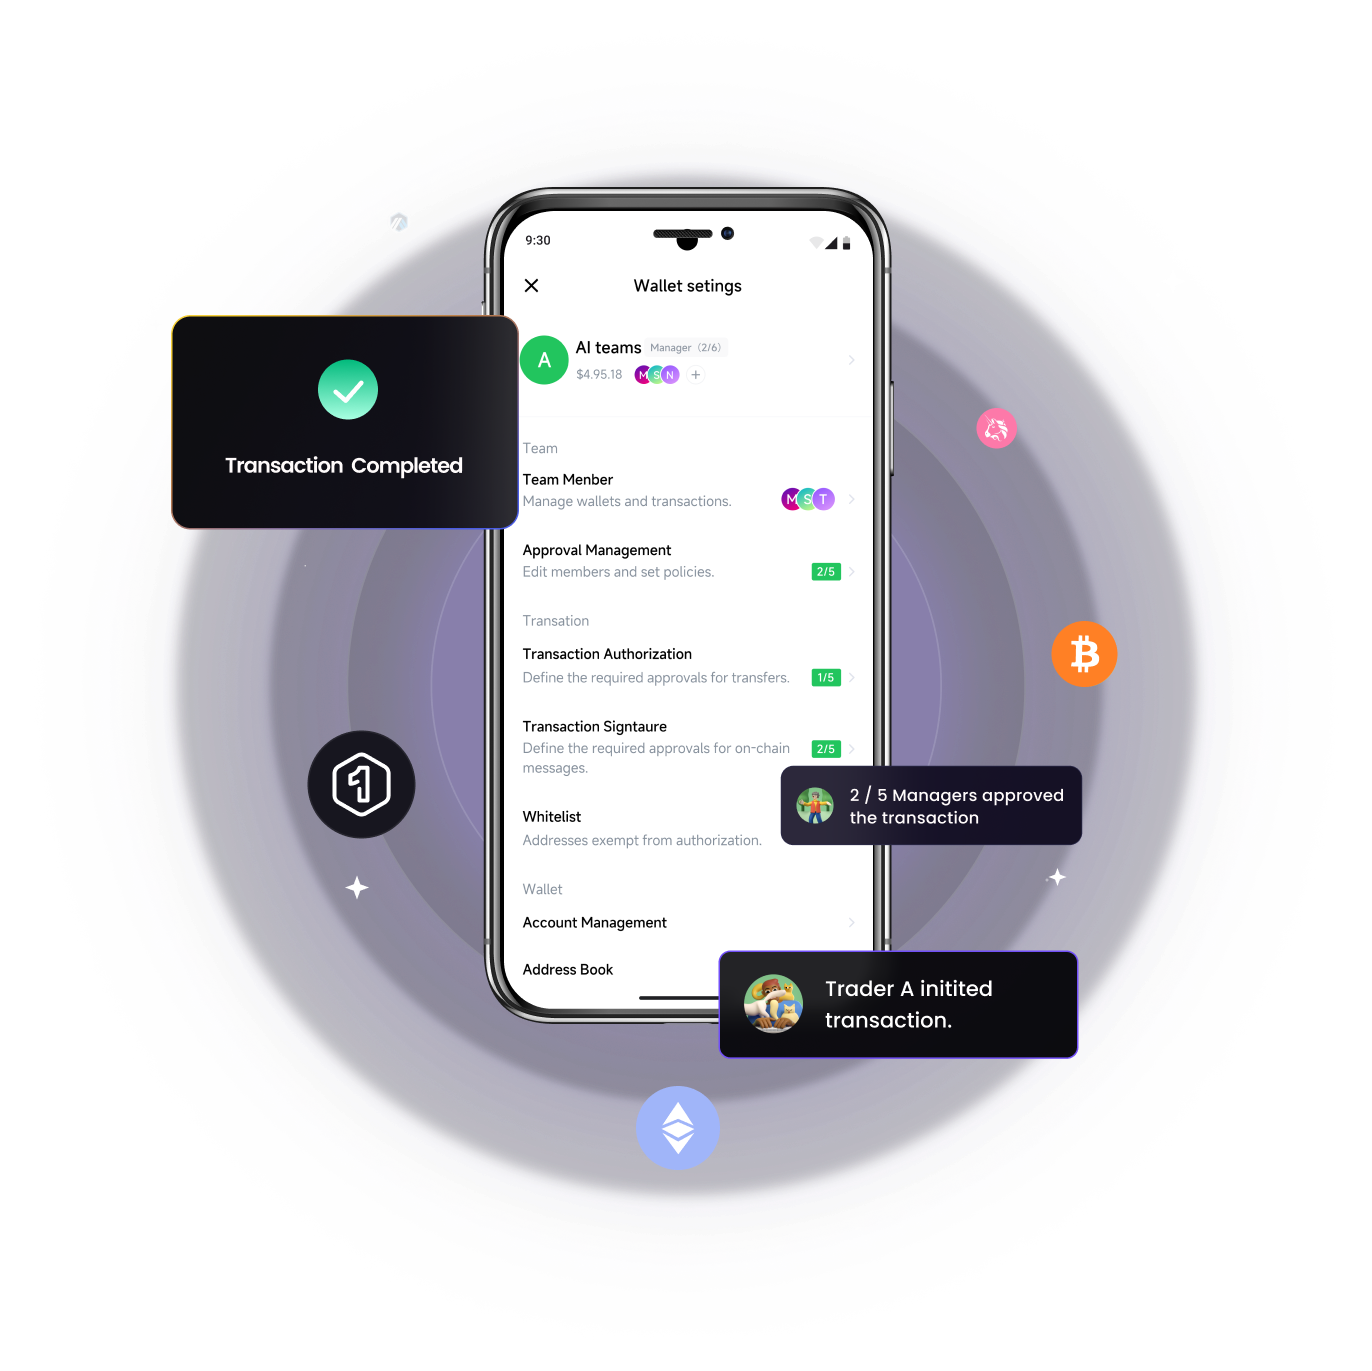 9:30
Wallet setings
A
AI teams Manager (2/6)
$4.95.18 M S N +
Transaction Completed
Team
Team Menber
Manage wallets and transactions.
M S T
Approval Management
Edit members and set policies.
2/5
Transation
Transaction Authorization
Define the required approvals for transfers.
1/5
Transaction Signtaure
Define the required approvals for on-chain
messages.
2/5
2 / 5 Managers approved
the transaction
Whitelist
Addresses exempt from authorization.
Wallet
Account Management
Address Book
Trader A initited
transaction.